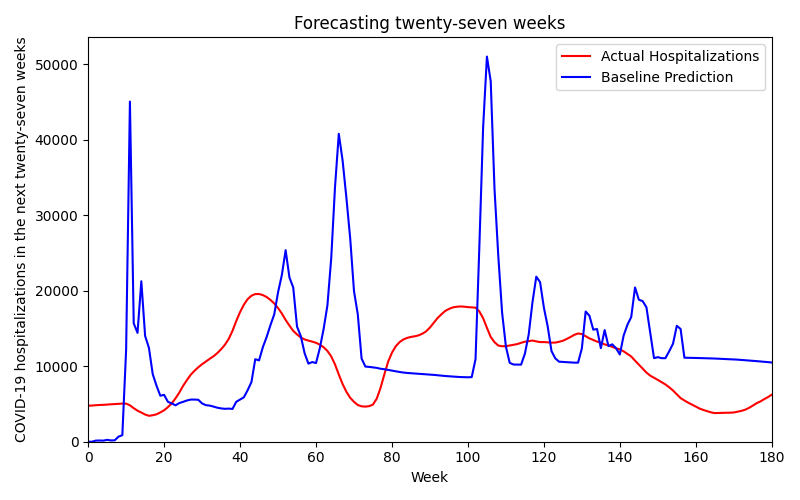 Forecasting twenty-seven weeks
COVID-19 hospitalizations in the next twenty-seven weeks
50000
40000
30000
20000
10000
0
Actual Hospitalizations
Baseline Prediction
0 20 40 60 80 100 120 140 160 180
Week